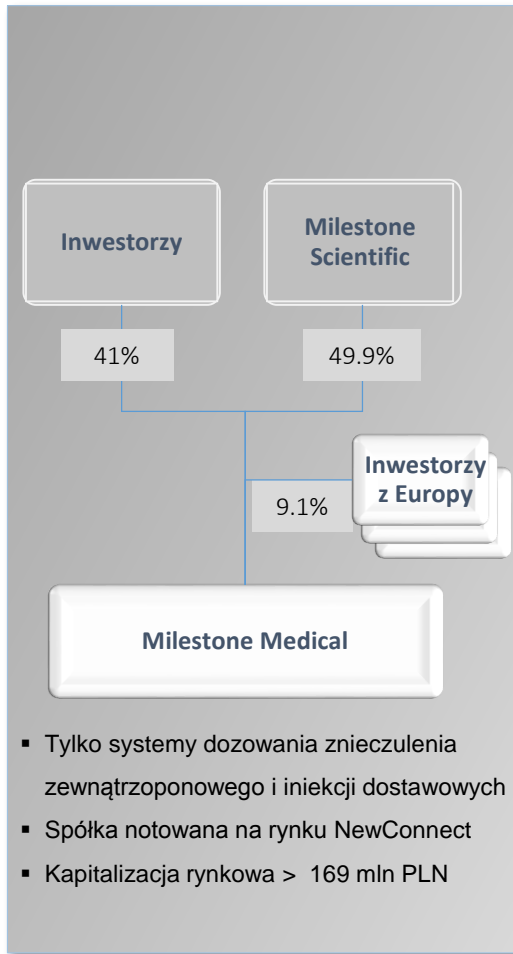 Inwestorzy
Milestone
Scientific
41%
49.9%
Inwestorzy
z Europy
9.1%
Milestone Medical
▪ Tylko systemy dozowania znieczulenia
zewnątrzoponowego i iniekcji dostawowych
▪ Spółka notowana na rynku NewConnect
▪ Kapitalizacja rynkowa > 169 mln PLN